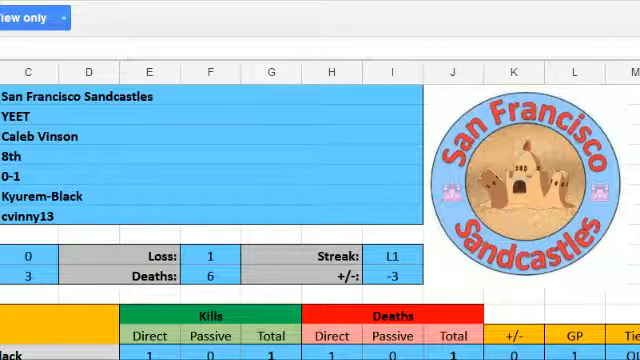 View only
C D E F G H I J K L M
San Francisco Sandcastles
YEET
Caleb Vinson
8th
0-1
Kyurem-Black
cvinny13
San Francisco
Sandcastles
0 Loss: 1 Streak: L1
3 Deaths: 6 +/-: -3
Kills Deaths
Direct Passive Total Direct Passive Total +/- GP Tie
lack 1 0 1 1 0 1 0 1